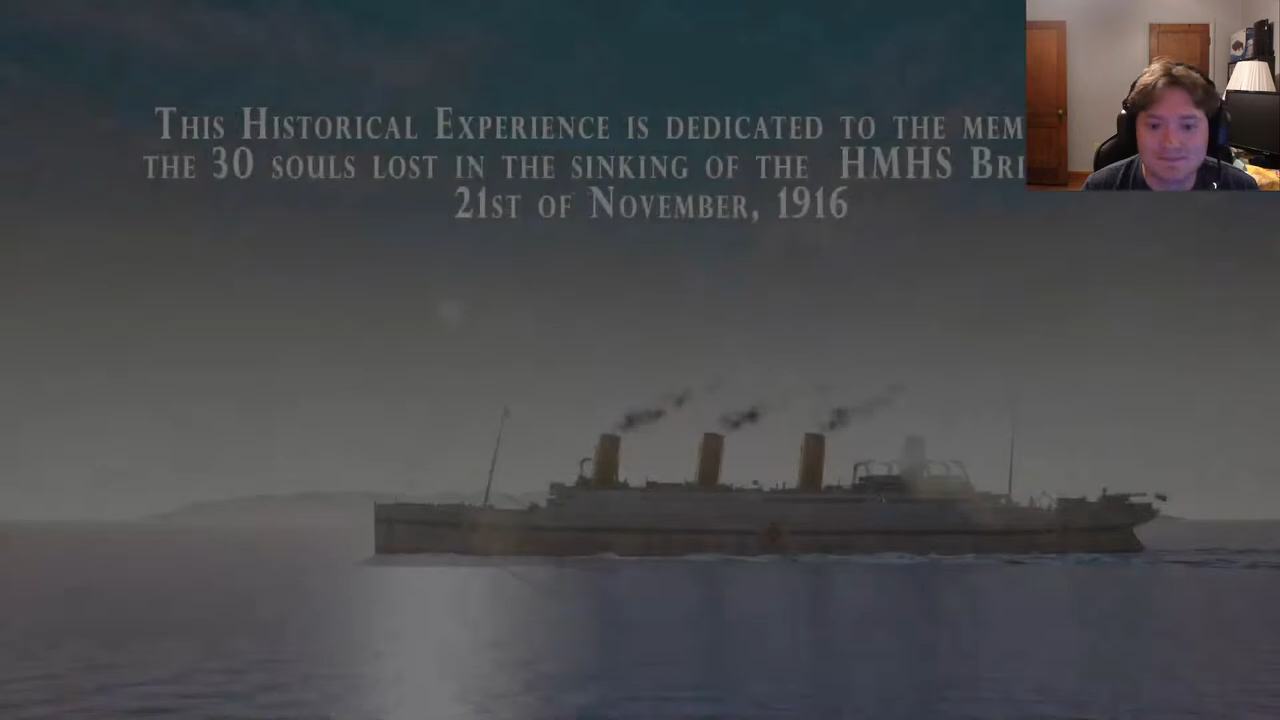 This Historical Experience is dedicated to the mem
the 30 souls lost in the sinking of the HMHS Bri
21st of November, 1916